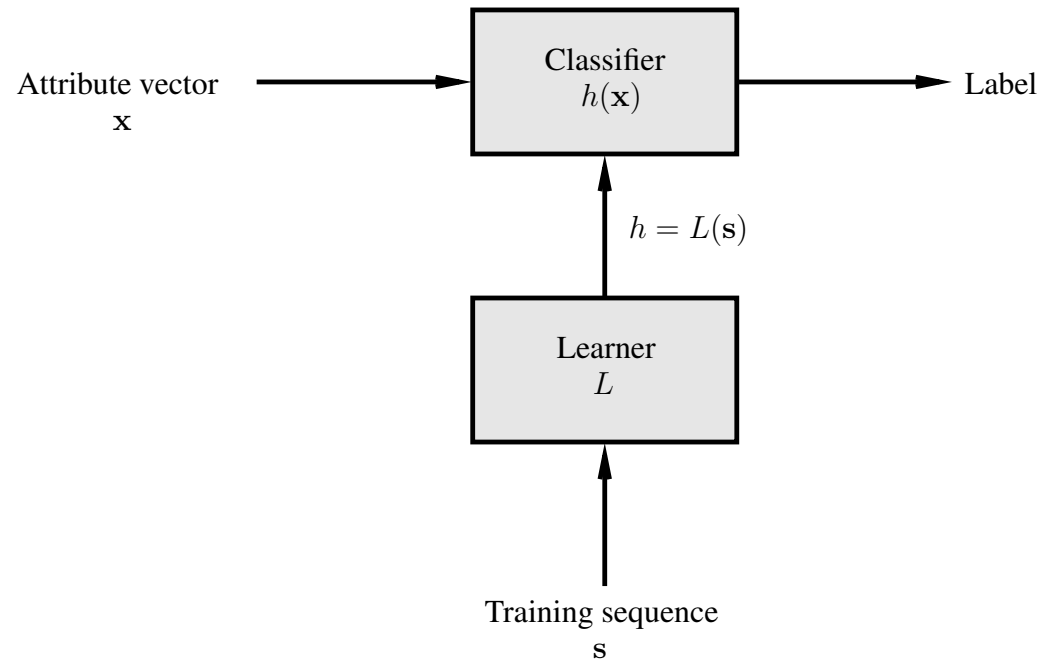 Classifier
h(x)
Attribute vector
x
Label
h = L(s)
Learner
L
Training sequence
s